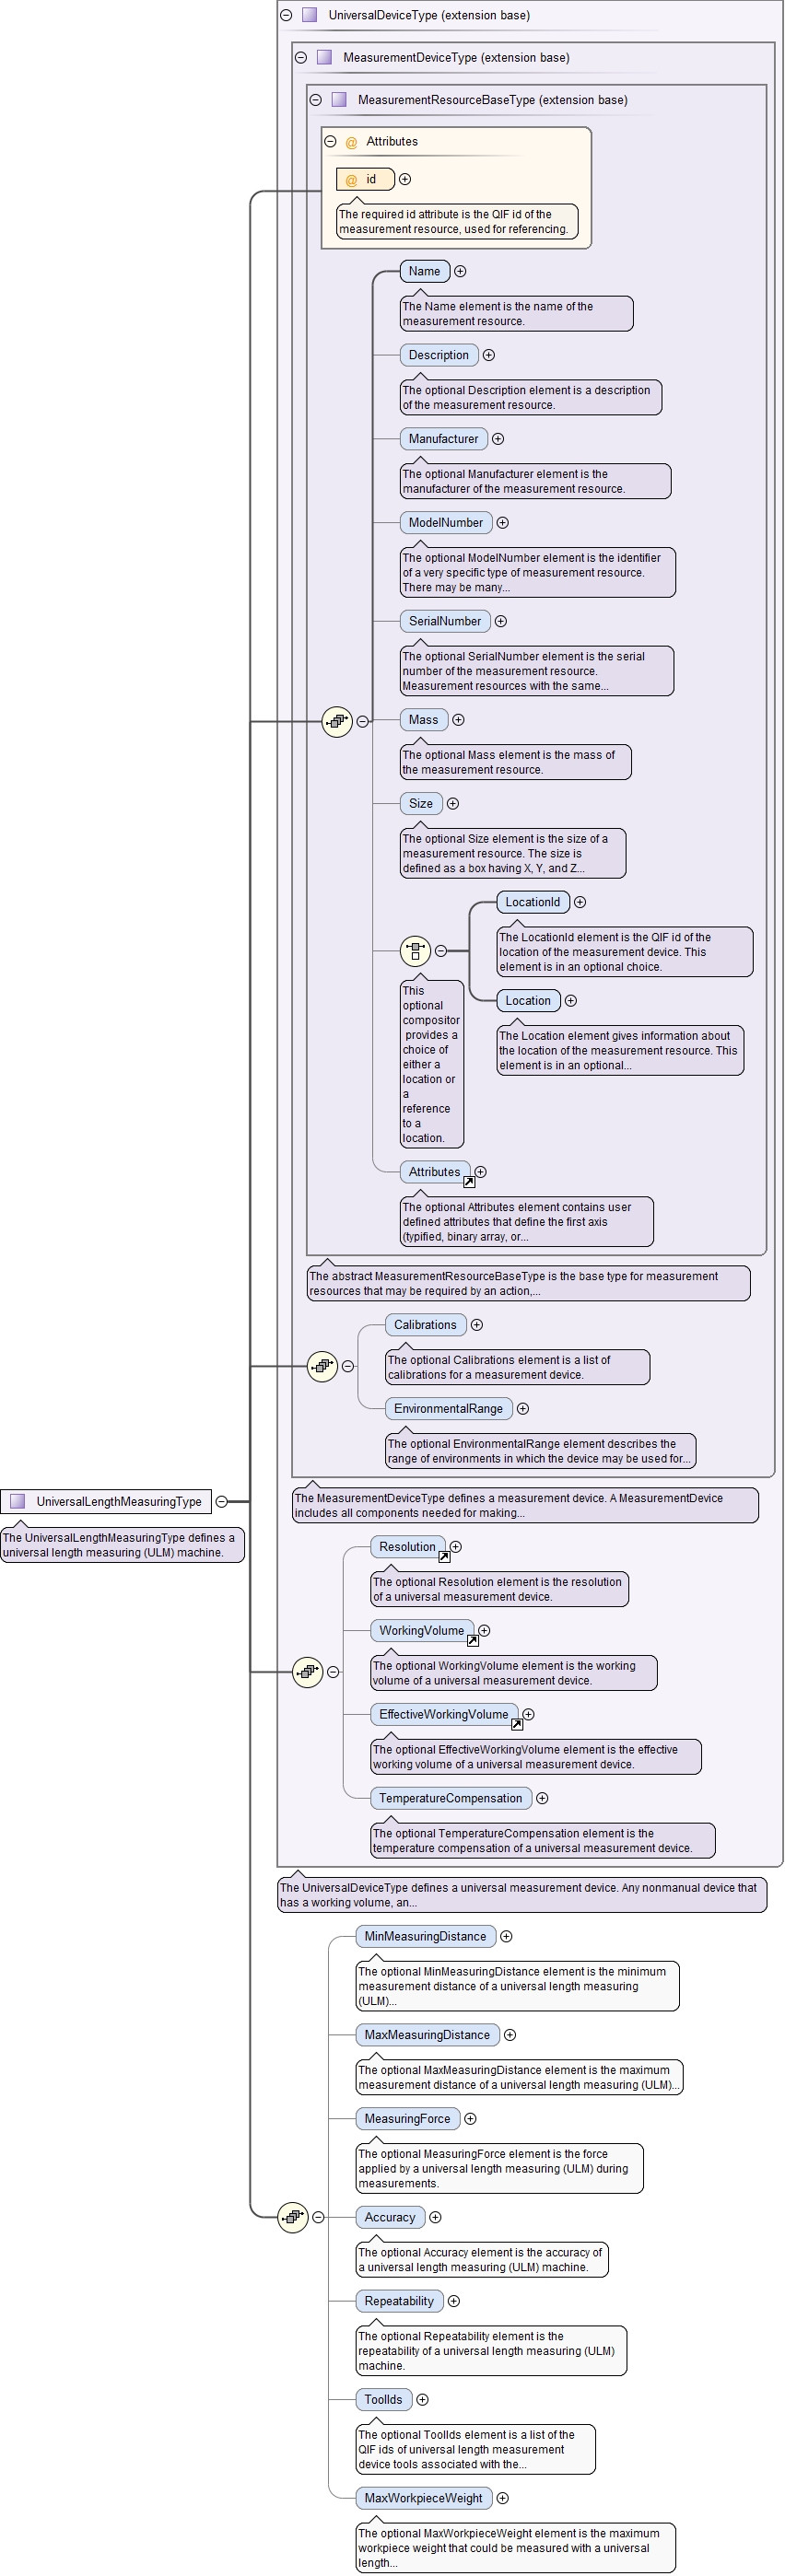 UniversalDeviceType (extension base)
MeasurementDeviceType (extension base)
MeasurementResourceBaseType (extension base)
@ Attributes
@ id
The required id attribute is the QIF id of the
measurement resource, used for referencing.
Name
The Name element is the name of the
measurement resource.
Description
The optional Description element is a description
of the measurement resource.
Manufacturer
The optional Manufacturer element is the
manufacturer of the measurement resource.
ModelNumber
The optional ModelNumber element is the identifier
of a very specific type of measurement resource.
There may be many...
SerialNumber
The optional SerialNumber element is the serial
number of the measurement resource.
Measurement resources with the same...
Mass
The optional Mass element is the mass of
the measurement resource.
Size
The optional Size element is the size of a
measurement resource. The size is
defined as a box having X, Y, and Z...
LocationId
The LocationId element is the QIF id of the
location of the measurement device. This
element is in an optional choice.
Location
The Location element gives information about
the location of the measurement resource. This
element is in an optional...
This
optional
compositor
provides a
choice of
either a
location or
a
reference
to a
location.
Attributes
The optional Attributes element contains user
defined attributes that define the first axis
(typified, binary array, or...
The abstract MeasurementResourceBaseType is the base type for measurement
resources that may be required by an action,...
Calibrations
The optional Calibrations element is a list of
calibrations for a measurement device.
EnvironmentalRange
The optional EnvironmentalRange element describes the
range of environments in which the device may be used for...
The MeasurementDeviceType defines a measurement device. A MeasurementDevice
includes all components needed for making...
UniversalLengthMeasuringType
The UniversalLengthMeasuringType defines a
universal length measuring (ULM) machine.
Resolution
The optional Resolution element is the resolution
of a universal measurement device.
WorkingVolume
The optional WorkingVolume element is the working
volume of a universal measurement device.
EffectiveWorkingVolume
The optional EffectiveWorkingVolume element is the effective
working volume of a universal measurement device.
TemperatureCompensation
The optional TemperatureCompensation element is the
temperature compensation of a universal measurement device.
The UniversalDeviceType defines a universal measurement device. Any nonmanual device that
has a working volume, an...
MinMeasuringDistance
The optional MinMeasuringDistance element is the minimum
measurement distance of a universal length measuring
(ULM)...
MaxMeasuringDistance
The optional MaxMeasuringDistance element is the maximum
measurement distance of a universal length measuring (ULM)...
MeasuringForce
The optional MeasuringForce element is the force
applied by a universal length measuring (ULM) during
measurements.
Accuracy
The optional Accuracy element is the accuracy of
a universal length measuring (ULM) machine.
Repeatability
The optional Repeatability element is the
repeatability of a universal length measuring (ULM)
machine.
ToolIds
The optional ToolIds element is a list of the
QIF ids of universal length measurement
device tools associated with the...
MaxWorkpieceWeight
The optional MaxWorkpieceWeight element is the maximum
workpiece weight that could be measured with a universal
length...